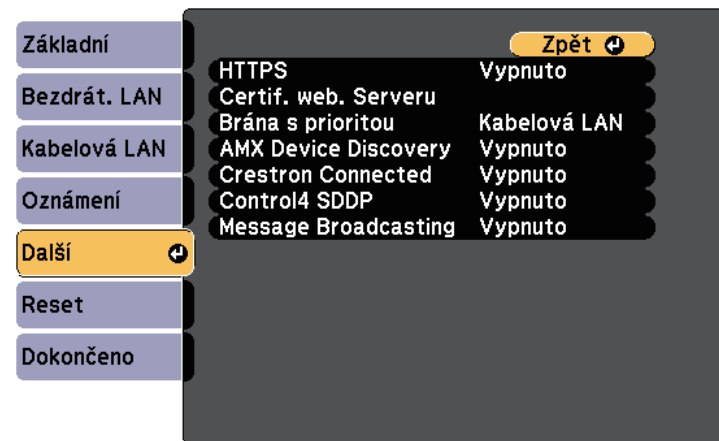 Základní
Bezdrát. LAN
Kabelová LAN
Oznámení
Další
Reset
Dokončeno
Zpět
HTTPS Vypnuto
Certif. web. Serveru
Brána s prioritou Kabelová LAN
AMX Device Discovery Vypnuto
Crestron Connected Vypnuto
Control4 SDDP Vypnuto
Message Broadcasting Vypnuto